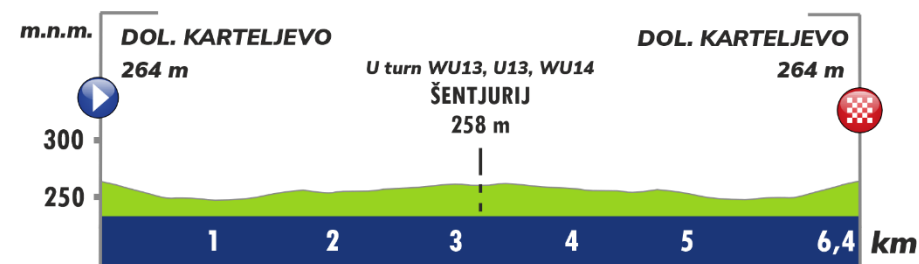 m.n.m.
DOL. KARTELJEVO
264 m
U turn WU13, U13, WU14
ŠENTJURIJ
258 m
DOL. KARTELJEVO
264 m
300
250
1 2 3 4 5 6,4 km